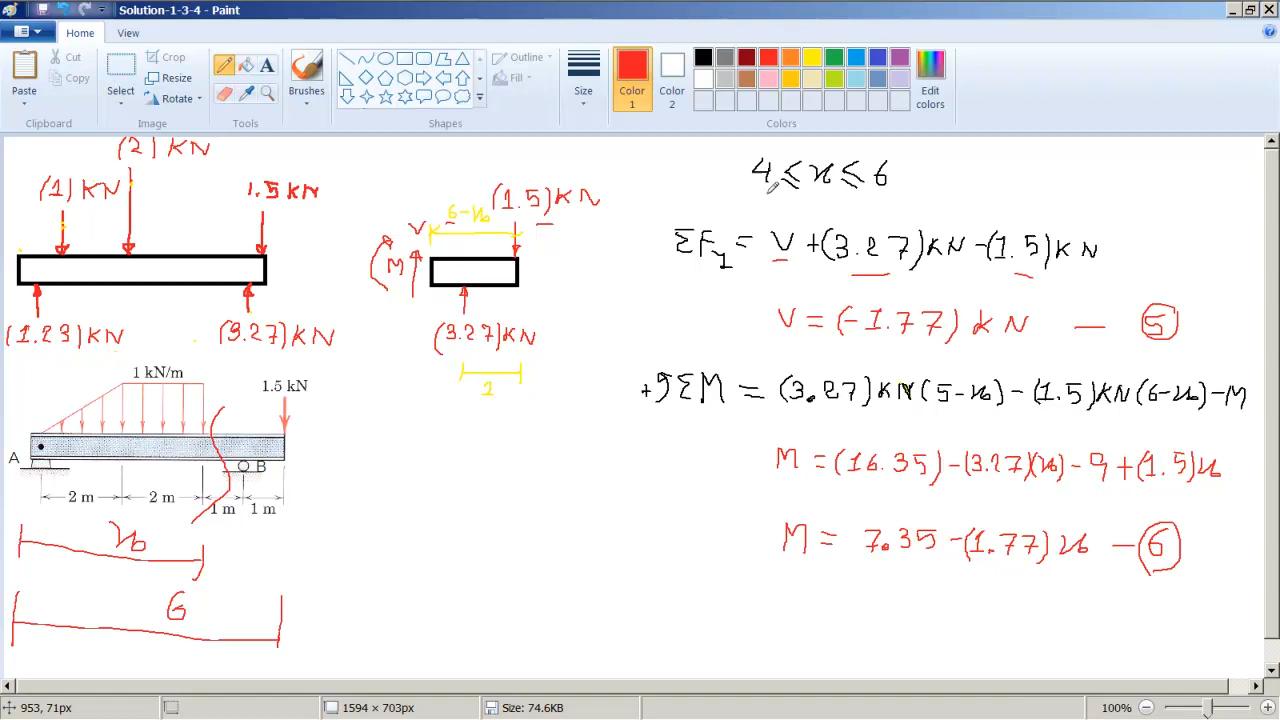 Solution-1-3-4 - Paint
Home View
Paste
Cut
Copy
Clipboard
Select
Crop
Resize
Rotate
Image
A
Tools
Brushes
Outline
Fill
Shapes
Size
Color 1
Color 2
Edit colors
Colors
(2) KN
(1) KN
1.5 KN
(1.23) KN
(3.27) KN
(1.5) KN
6-x
V
M
(3.27) KN
1
1 kN/m
1.5 kN
A
B
2 m 2 m 1 m 1 m
x
6
4 ≤ x ≤ 6
ΣFy = V + (3.27) KN - (1.5) KN
V = (-1.77) KN — 5
+↺ΣM = (3.27) KN (5-x) - (1.5) KN (6-x) - M
M = (16.35) - (3.27)(x) - 9 + (1.5)x
M = 7.35 - (1.77) x — 6
953, 71px
1594 × 703px
Size: 74.6KB
100%